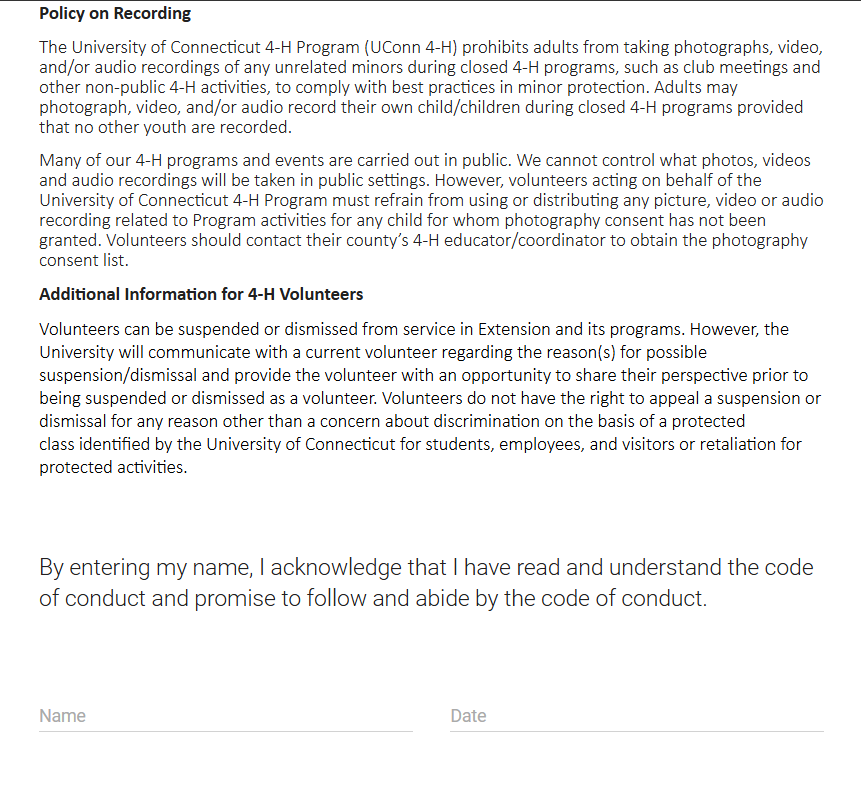 Policy on Recording
The University of Connecticut 4-H Program (UConn 4-H) prohibits adults from taking photographs, video,
and/or audio recordings of any unrelated minors during closed 4-H programs, such as club meetings and
other non-public 4-H activities, to comply with best practices in minor protection. Adults may
photograph, video, and/or audio record their own child/children during closed 4-H programs provided
that no other youth are recorded.
Many of our 4-H programs and events are carried out in public. We cannot control what photos, videos
and audio recordings will be taken in public settings. However, volunteers acting on behalf of the
University of Connecticut 4-H Program must refrain from using or distributing any picture, video or audio
recording related to Program activities for any child for whom photography consent has not been
granted. Volunteers should contact their county’s 4-H educator/coordinator to obtain the photography
consent list.
Additional Information for 4-H Volunteers
Volunteers can be suspended or dismissed from service in Extension and its programs. However, the
University will communicate with a current volunteer regarding the reason(s) for possible
suspension/dismissal and provide the volunteer with an opportunity to share their perspective prior to
being suspended or dismissed as a volunteer. Volunteers do not have the right to appeal a suspension or
dismissal for any reason other than a concern about discrimination on the basis of a protected
class identified by the University of Connecticut for students, employees, and visitors or retaliation for
protected activities.
By entering my name, I acknowledge that I have read and understand the code
of conduct and promise to follow and abide by the code of conduct.
Name Date